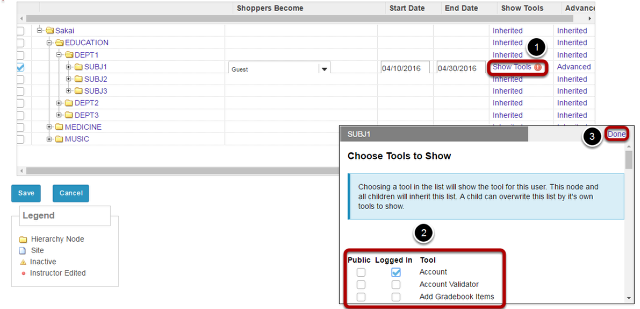 Shoppers Become Start Date End Date Show Tools Advanced
Sakai Inherited Inherited
EDUCATION Inherited Inherited
DEPT1 Inherited Inherited
SUBJ1 Guest 04/10/2016 04/30/2016 Show Tools Advanced
SUBJ2 Inherited Inherited
SUBJ3 Inherited Inherited
DEPT2 Inherited Inherited
DEPT3 Inherited Inherited
MEDICINE
MUSIC
1
SUBJ1 3 Done
Choose Tools to Show
Choosing a tool in the list will show the tool for this user. This node and
all children will inherit this list. A child can overwrite this list by it's own
tools to show.
2
Public Logged In Tool
Account
Account Validator
Add Gradebook Items
Save Cancel
Legend
Hierarchy Node
Site
Inactive
Instructor Edited